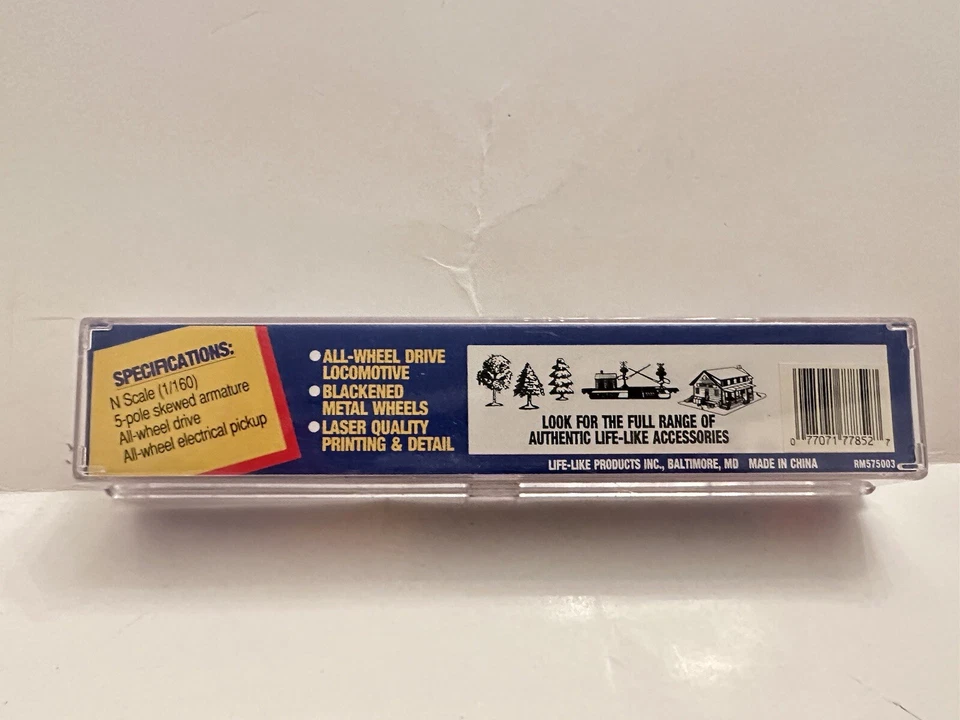 SPECIFICATIONS:
N Scale (1/160)
5-pole skewed armature
All-wheel drive
All-wheel electrical pickup
ALL-WHEEL DRIVE
LOCOMOTIVE
BLACKENED
METAL WHEELS
LASER QUALITY
PRINTING & DETAIL
LOOK FOR THE FULL RANGE OF
AUTHENTIC LIFE-LIKE ACCESSORIES
0 77071 77852 7
LIFE-LIKE PRODUCTS INC., BALTIMORE, MD MADE IN CHINA
RM575003